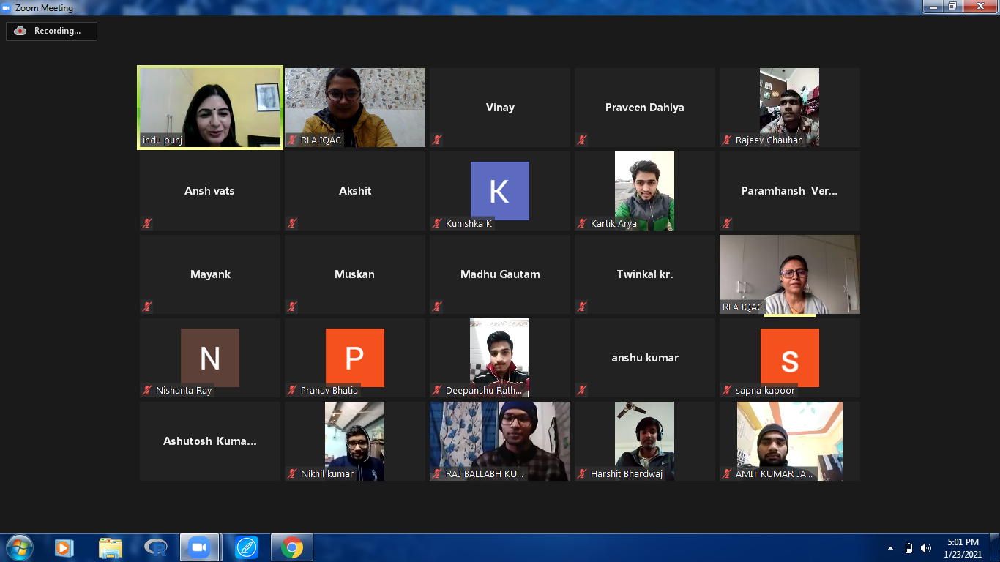 Zoom Meeting
Recording...
indu punj
RLA IQAC
Vinay
Praveen Dahiya
Rajeev Chauhan
Ansh vats
Akshit
K
Kunishka K
Kartik Arya
Paramhansh Ver...
Mayank
Muskan
Madhu Gautam
Twinkal kr.
RLA IQAC
N
Nishanta Ray
P
Pranav Bhatia
Deepanshu Rath...
anshu kumar
s
sapna kapoor
Ashutosh Kuma...
Nikhil kumar
RAJ BALLABH KU...
Harshit Bhardwaj
AMIT KUMAR JA...
R
5:01 PM
1/23/2021